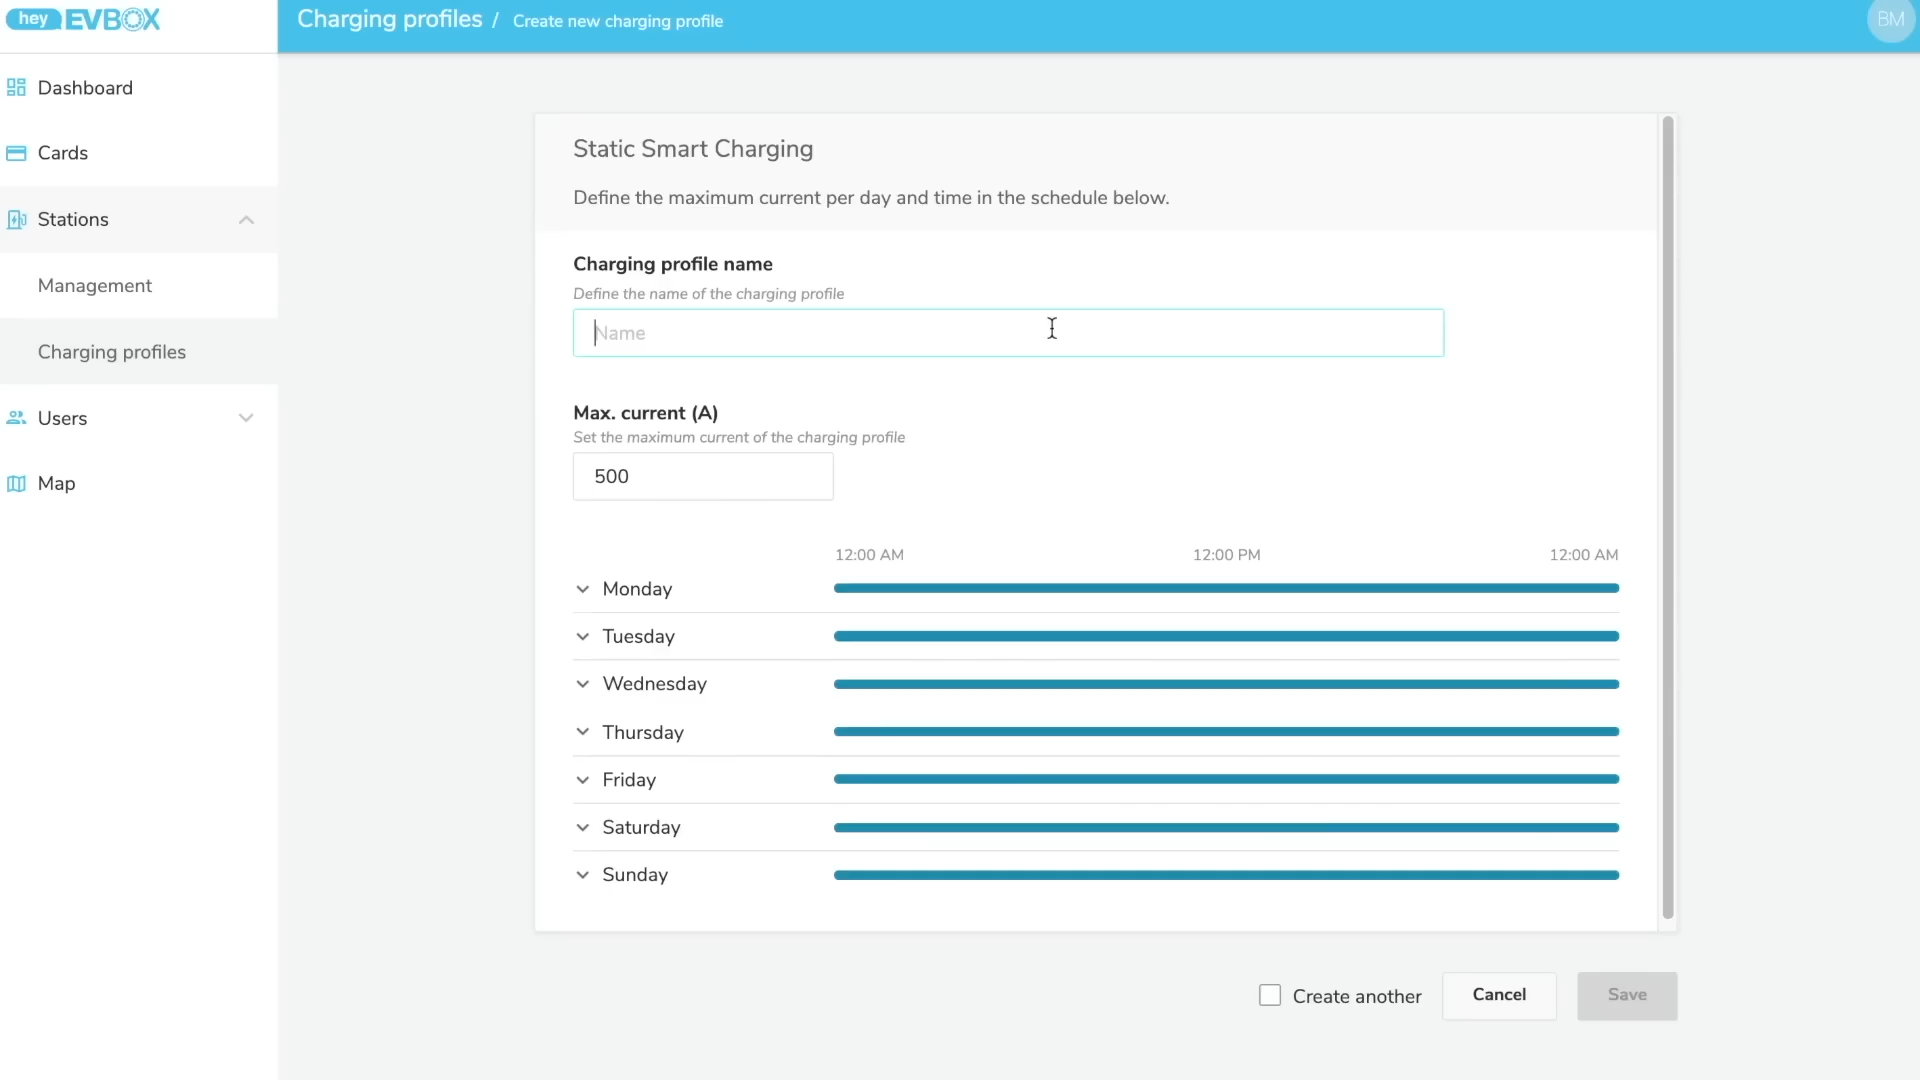 hey EVBOX
Charging profiles / Create new charging profile
BM
Dashboard
Cards
Stations
Management
Charging profiles
Users
Map
Static Smart Charging
Define the maximum current per day and time in the schedule below.
Charging profile name
Define the name of the charging profile
Name
Max. current (A)
Set the maximum current of the charging profile
500
12:00 AM 12:00 PM 12:00 AM
Monday
Tuesday
Wednesday
Thursday
Friday
Saturday
Sunday
Create another Cancel Save